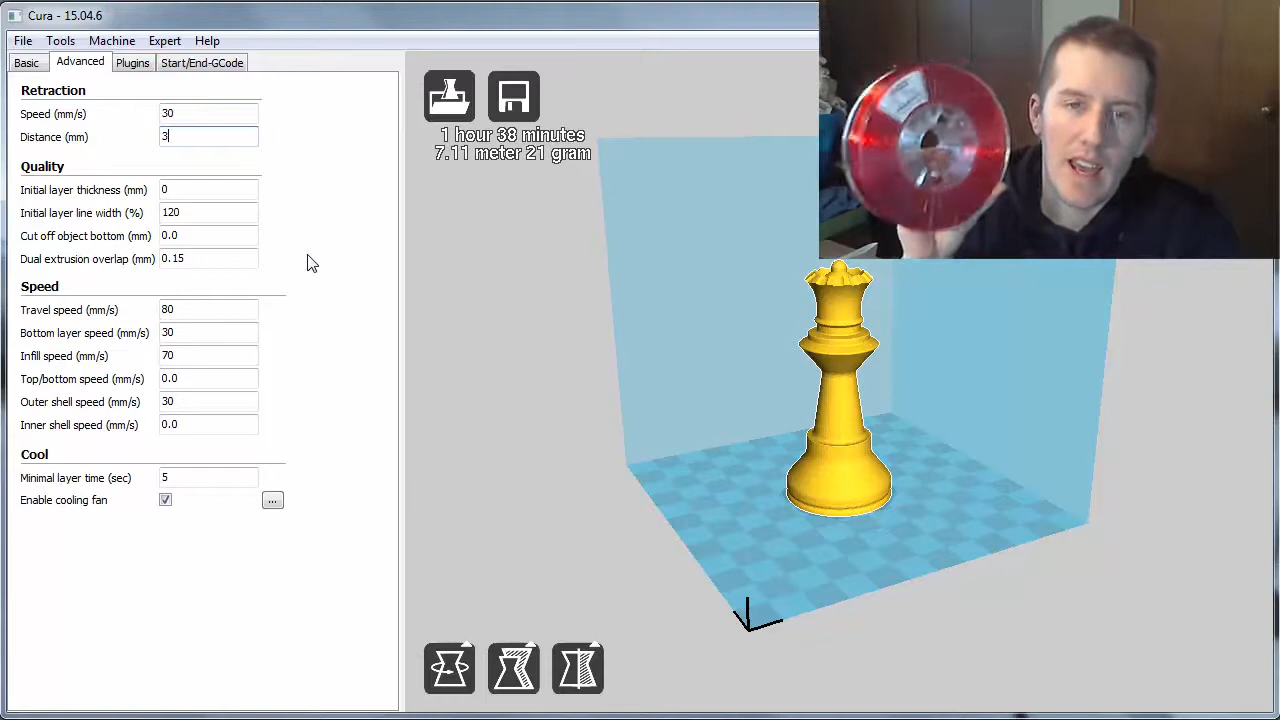 Cura - 15.04.6
File Tools Machine Expert Help
Basic Advanced Plugins Start/End-GCode
Retraction
Speed (mm/s) 30
Distance (mm) 3
Quality
Initial layer thickness (mm) 0
Initial layer line width (%) 120
Cut off object bottom (mm) 0.0
Dual extrusion overlap (mm) 0.15
Speed
Travel speed (mm/s) 80
Bottom layer speed (mm/s) 30
Infill speed (mm/s) 70
Top/bottom speed (mm/s) 0.0
Outer shell speed (mm/s) 30
Inner shell speed (mm/s) 0.0
Cool
Minimal layer time (sec) 5
Enable cooling fan ...
1 hour 38 minutes
7.11 meter 21 gram